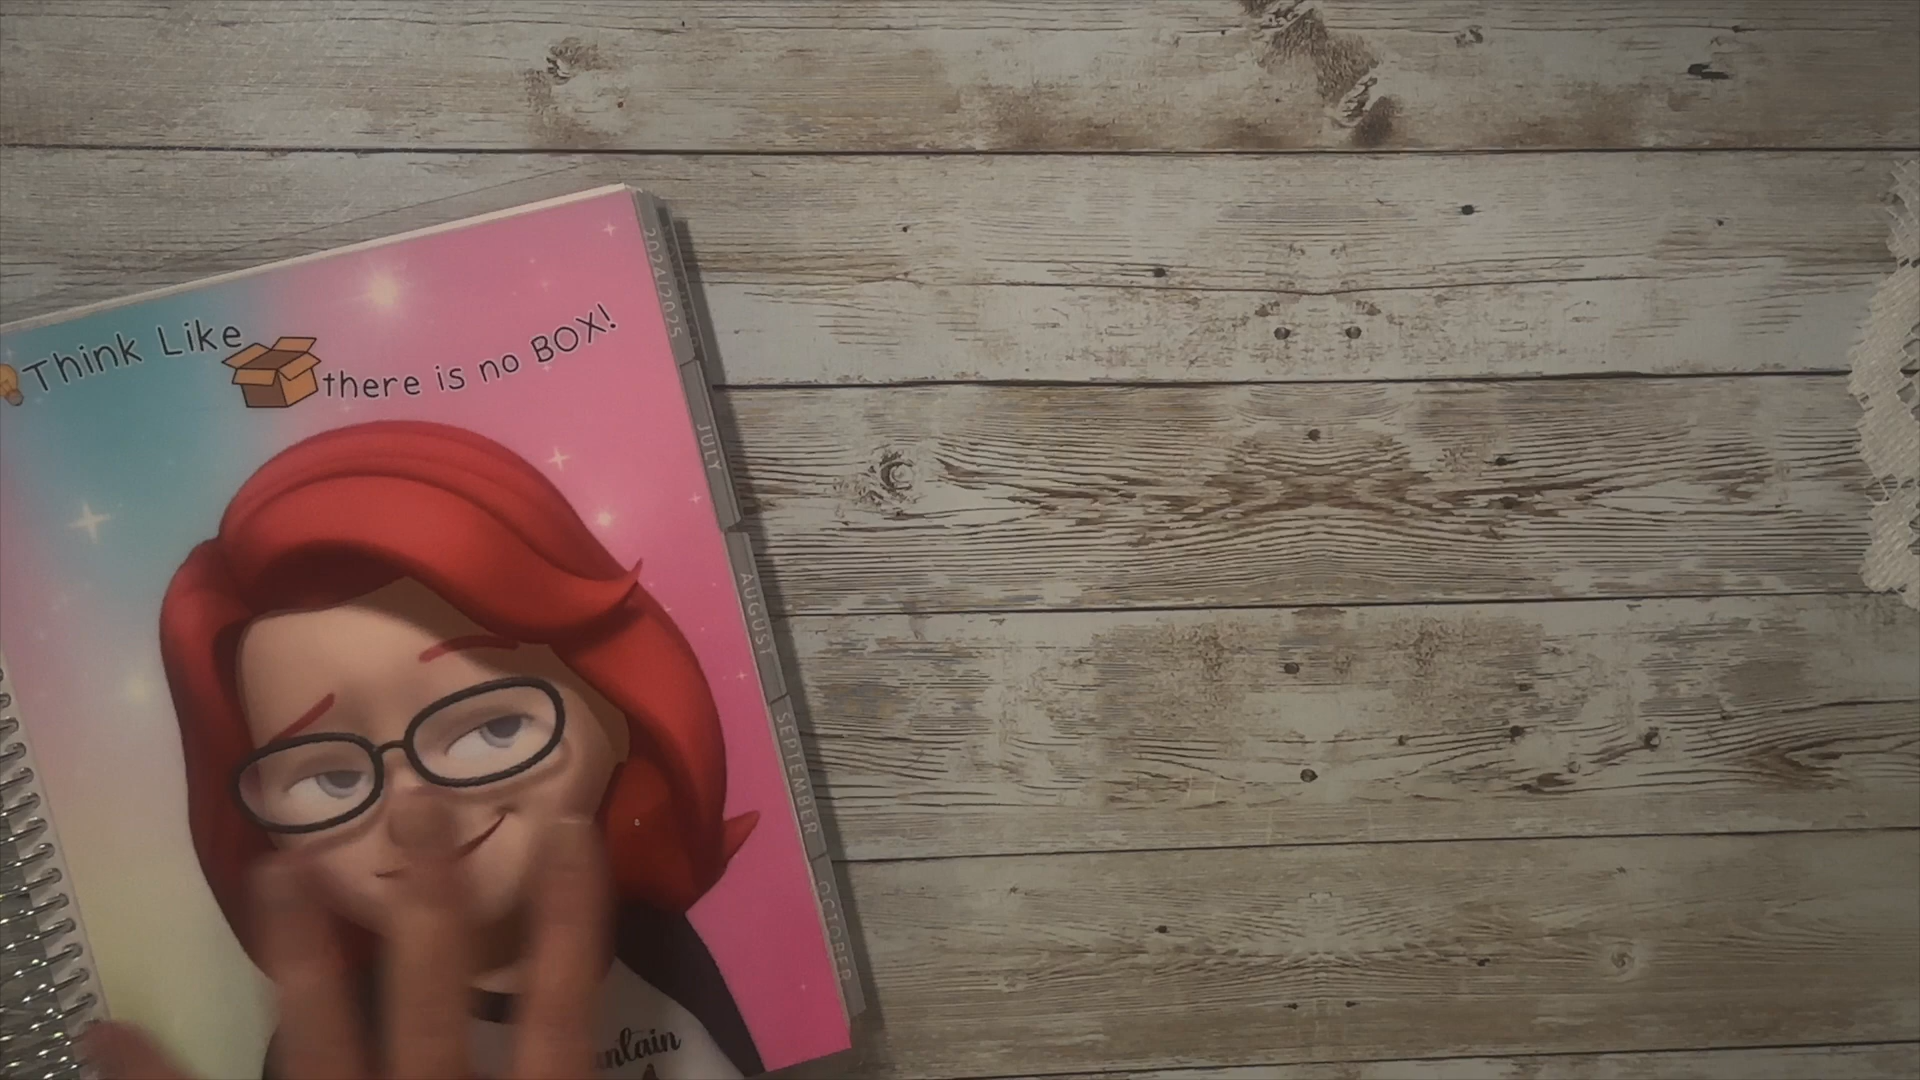 Think Like
there is no BOX!
2024/2025
JULY
AUGUST
SEPTEMBER
OCTOBER